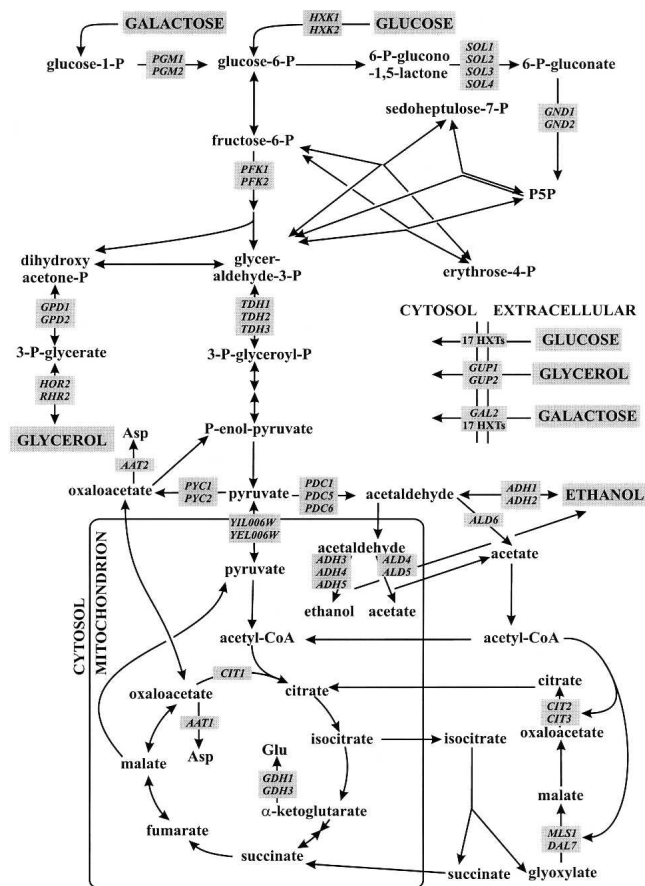 GALACTOSE
HXK1
HXK2
GLUCOSE
glucose-1-P
PGM1
PGM2
glucose-6-P
6-P-glucono
-1,5-lactone
SOL1
SOL2
SOL3
SOL4
6-P-gluconate
sedoheptulose-7-P
GND1
GND2
fructose-6-P
PFK1
PFK2
P5P
dihydroxy
acetone-P
glycer-
aldehyde-3-P
erythrose-4-P
GPD1
GPD2
TDH1
TDH2
TDH3
CYTOSOL
EXTRACELLULAR
17 HXTs
GLUCOSE
3-P-glycerate
3-P-glyceroyl-P
GUP1
GUP2
GLYCEROL
HOR2
RHR2
GAL2
17 HXTs
GALACTOSE
GLYCEROL
Asp
P-enol-pyruvate
AAT2
oxaloacetate
PYC1
PYC2
pyruvate
PDC1
PDC5
PDC6
acetaldehyde
ADH1
ADH2
ETHANOL
YIL006W
YEL006W
ALD6
CYTOSOL
MITOCHONDRION
acetaldehyde
acetate
pyruvate
ADH3
ADH4
ADH5
ALD4
ALD5
ethanol
acetate
acetyl-CoA
acetyl-CoA
oxaloacetate
CIT1
citrate
citrate
AAT1
CIT2
CIT3
Asp
isocitrate
isocitrate
oxaloacetate
malate
Glu
GDH1
GDH3
malate
α-ketoglutarate
fumarate
MLS1
DAL7
succinate
succinate
glyoxylate